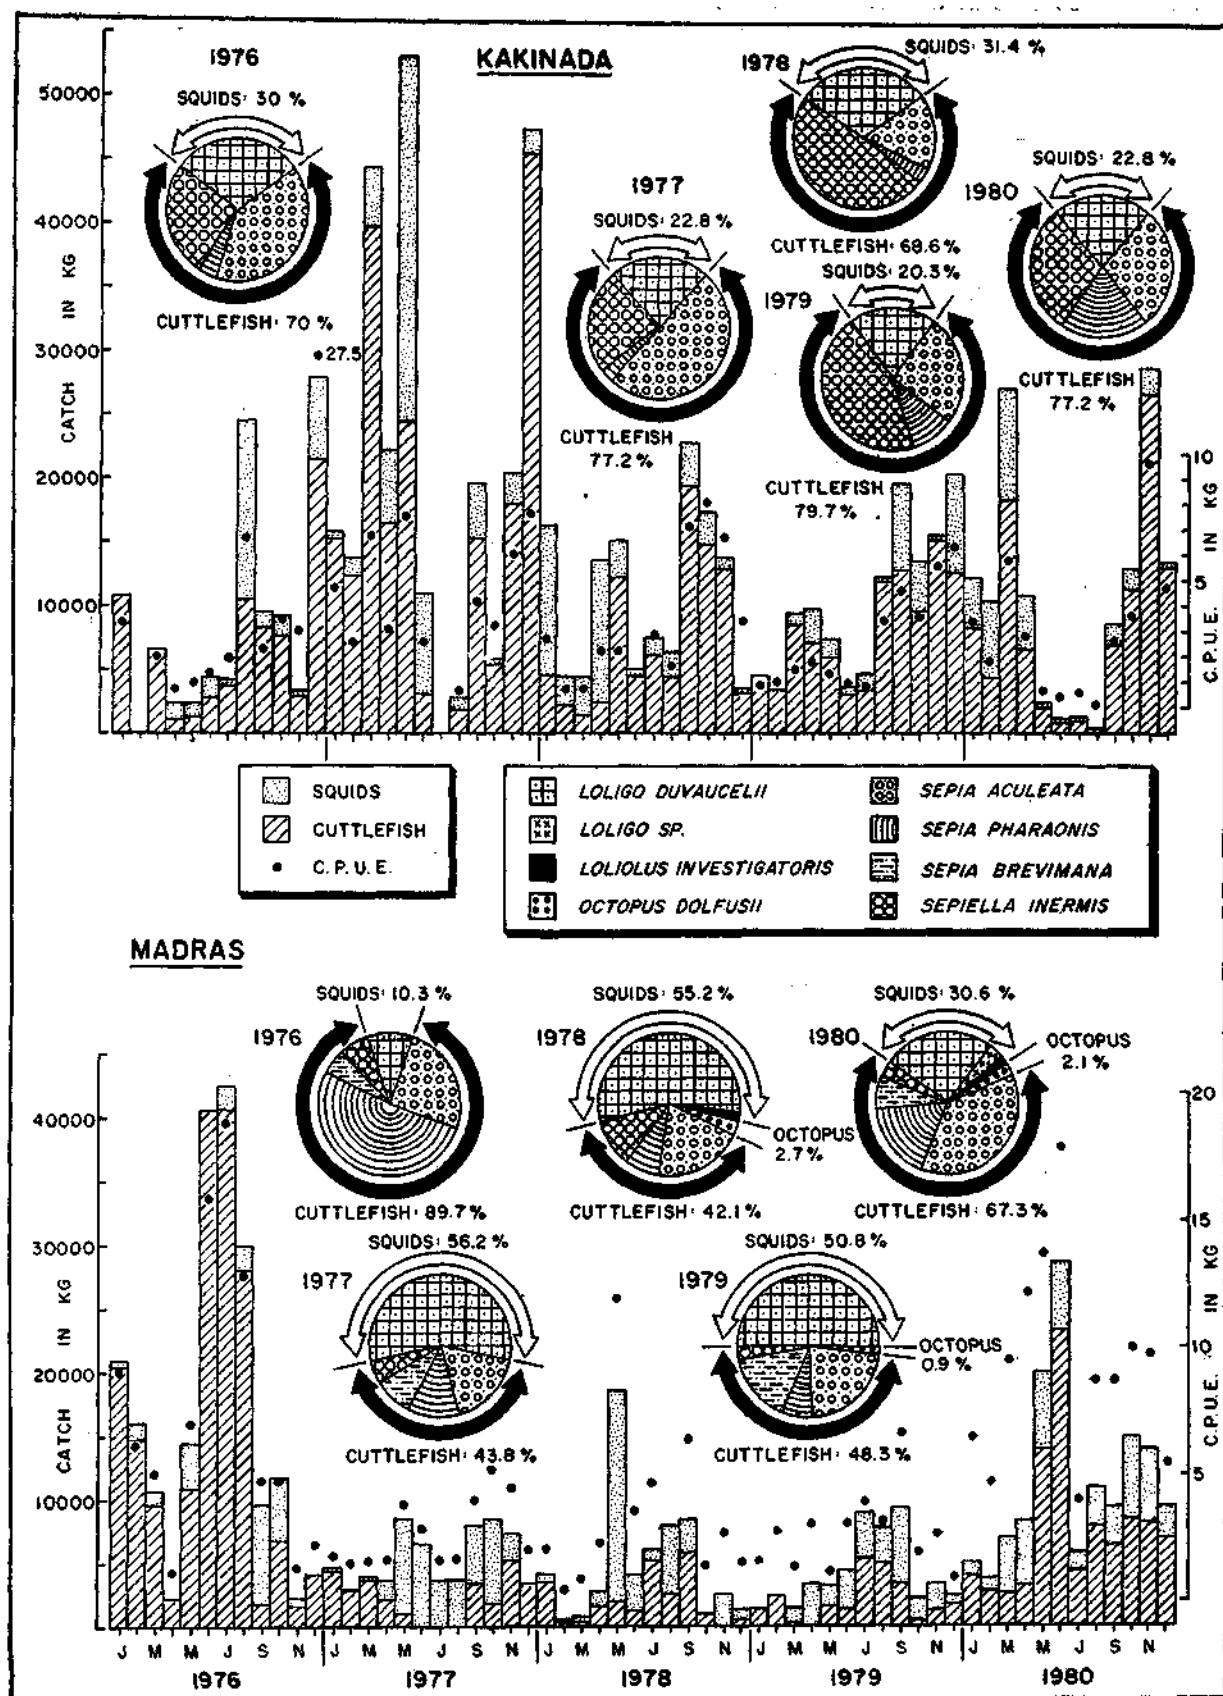 KAKINADA
1976
SQUIDS: 30 %
CUTTLEFISH: 70 %
1977
SQUIDS: 22.8 %
CUTTLEFISH
77.2 %
1978
SQUIDS: 31.4 %
CUTTLEFISH: 68.6 %
1979
SQUIDS: 20.3 %
CUTTLEFISH
79.7 %
1980
SQUIDS: 22.8 %
CUTTLEFISH
77.2 %
27.5
CATCH IN KG
50000
40000
30000
20000
10000
C.P.U.E. IN KG
10
5
SQUIDS
CUTTLEFISH
C.P.U.E.
LOLIGO DUVAUCELII
LOLIGO SP.
LOLIOLUS INVESTIGATORIS
OCTOPUS DOLFUSII
SEPIA ACULEATA
SEPIA PHARAONIS
SEPIA BREVIMANA
SEPIELLA INERMIS
MADRAS
1976
SQUIDS: 10.3 %
CUTTLEFISH: 89.7 %
1978
SQUIDS: 55.2 %
OCTOPUS
2.7 %
CUTTLEFISH: 42.1 %
1980
SQUIDS: 30.6 %
OCTOPUS
2.1 %
CUTTLEFISH: 67.3 %
1977
SQUIDS: 56.2 %
CUTTLEFISH: 43.8 %
1979
SQUIDS: 50.8 %
OCTOPUS
0.9 %
CUTTLEFISH: 48.3 %
CATCH IN KG
40000
30000
20000
10000
C.P.U.E. IN KG
20
15
10
5
J M M J S N J M M J S N J M M J S N J M M J S N J M M J S N
1976 1977 1978 1979 1980